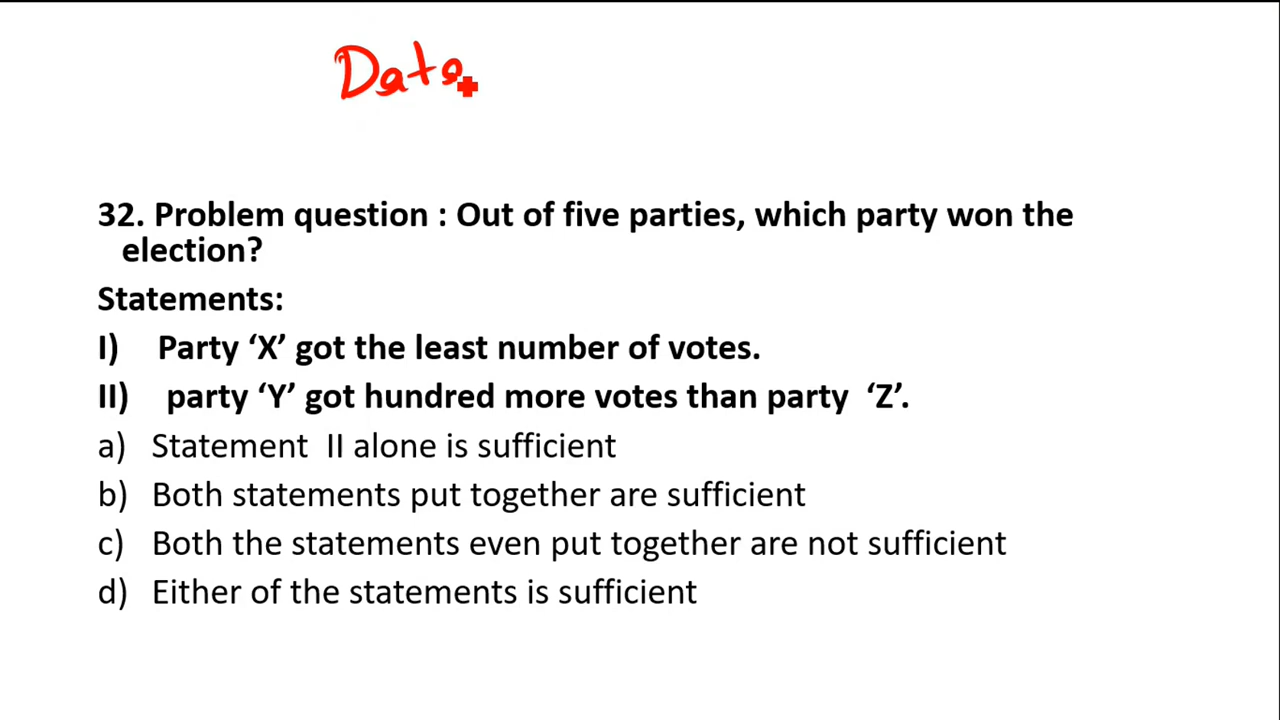 Data
32. Problem question : Out of five parties, which party won the
election?
Statements:
I) Party ‘X’ got the least number of votes.
II) party ‘Y’ got hundred more votes than party ‘Z’.
a) Statement II alone is sufficient
b) Both statements put together are sufficient
c) Both the statements even put together are not sufficient
d) Either of the statements is sufficient